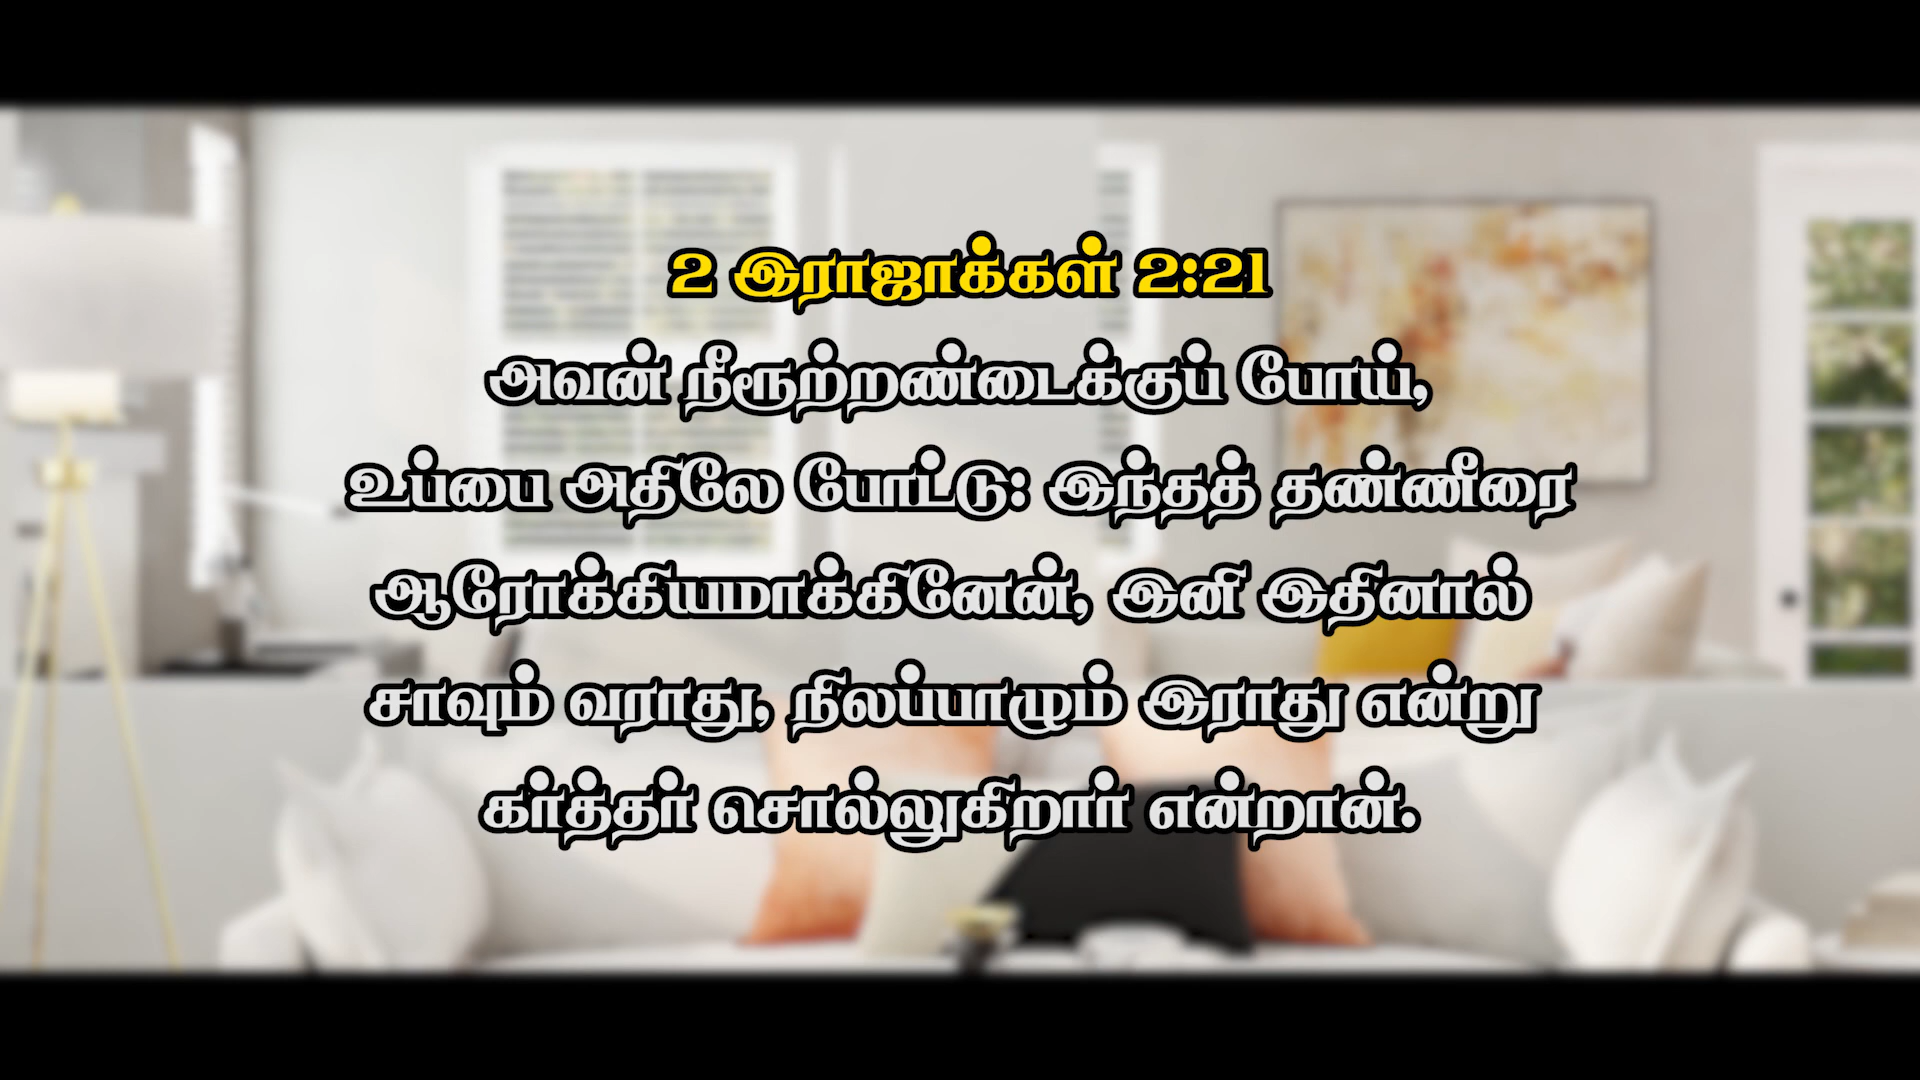 2 இராஜாக்கள் 2:21
அவன் நீரூற்றண்டைக்குப் போய்,
உப்பை அதிலே போட்டு: இந்தத் தண்ணீரை
ஆரோக்கியமாக்கினேன், இனி இதினால்
சாவும் வராது, நிலப்பாழும் இராது என்று
கர்த்தர் சொல்லுகிறார் என்றான்.